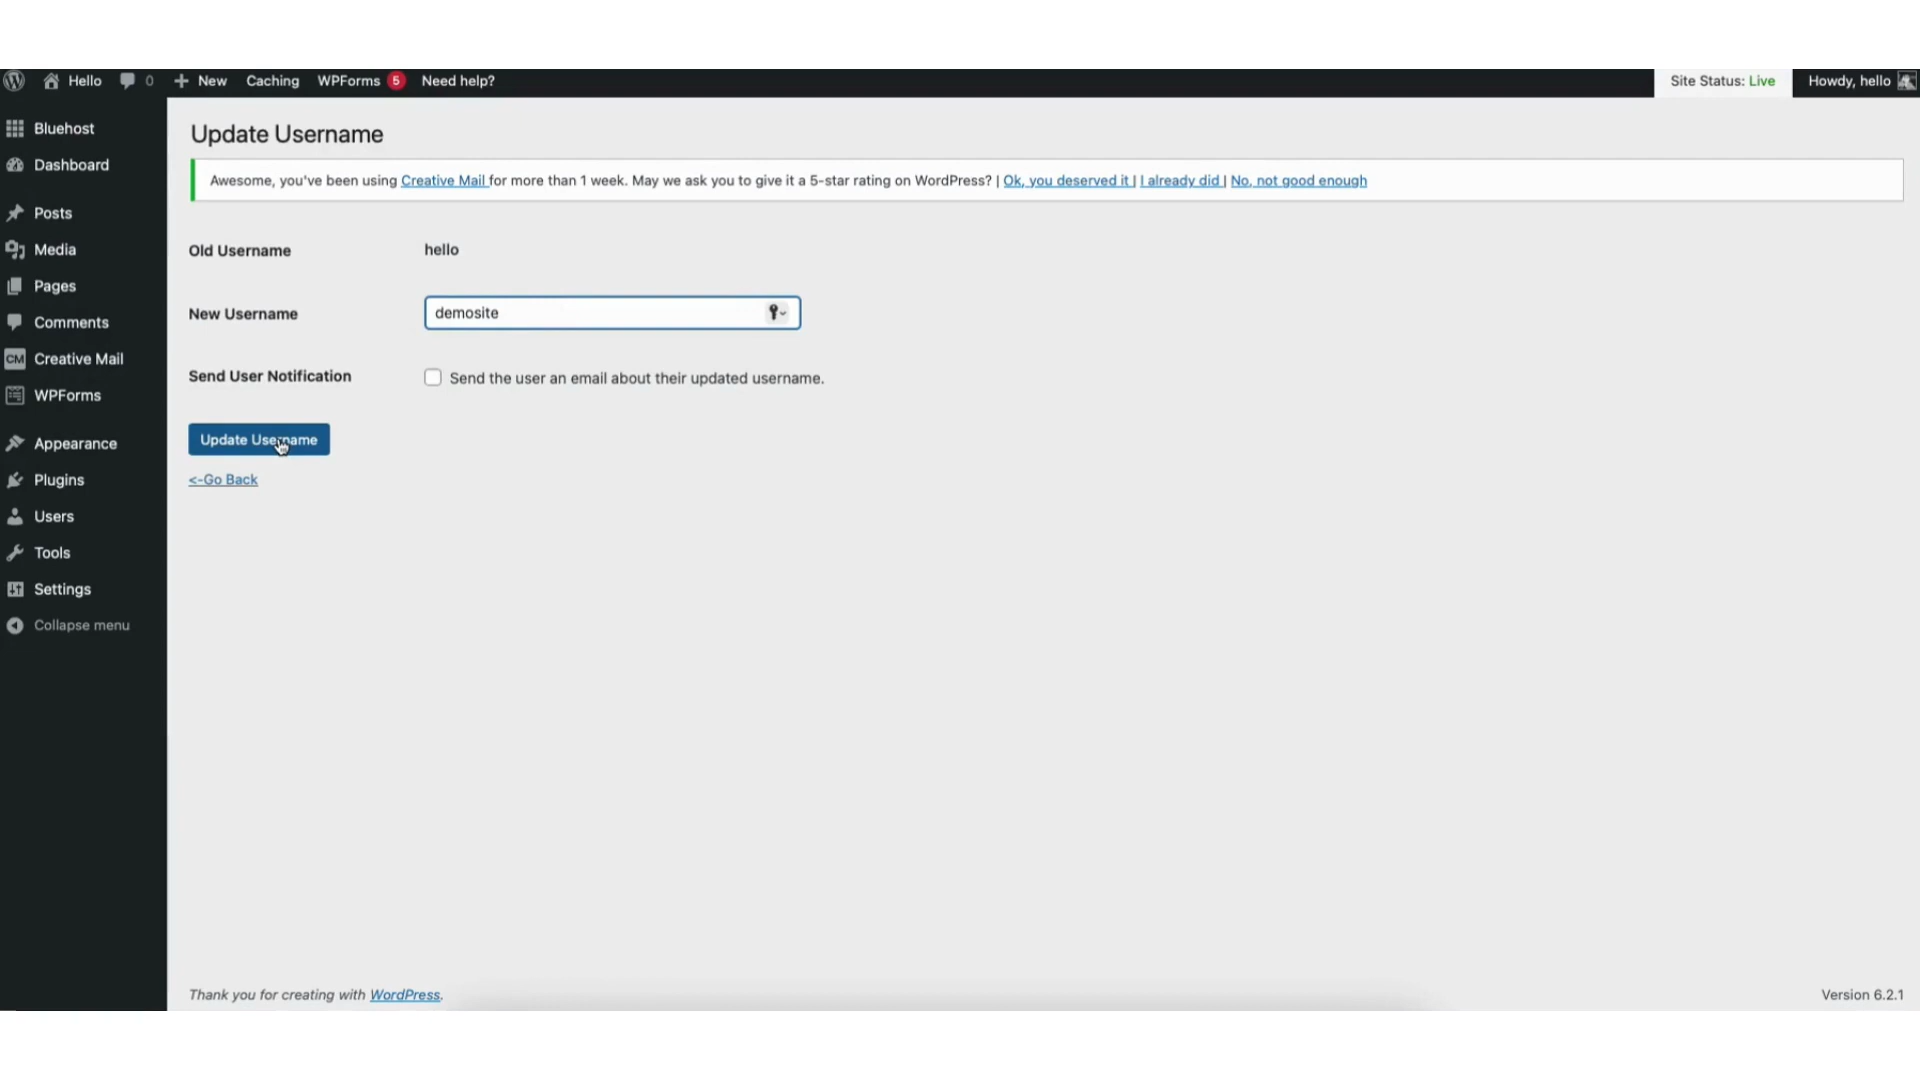 Hello 0 New Caching WPForms 5 Need help? Site Status: Live Howdy, hello
Bluehost
Dashboard
Posts
Media
Pages
Comments
CM Creative Mail
WPForms
Appearance
Plugins
Users
Tools
Settings
Collapse menu
Update Username
Awesome, you've been using Creative Mail for more than 1 week. May we ask you to give it a 5-star rating on WordPress? | Ok, you deserved it | I already did | No, not good enough
Old Username hello
New Username demosite
Send User Notification Send the user an email about their updated username.
Update Username
<-Go Back
Thank you for creating with WordPress. Version 6.2.1